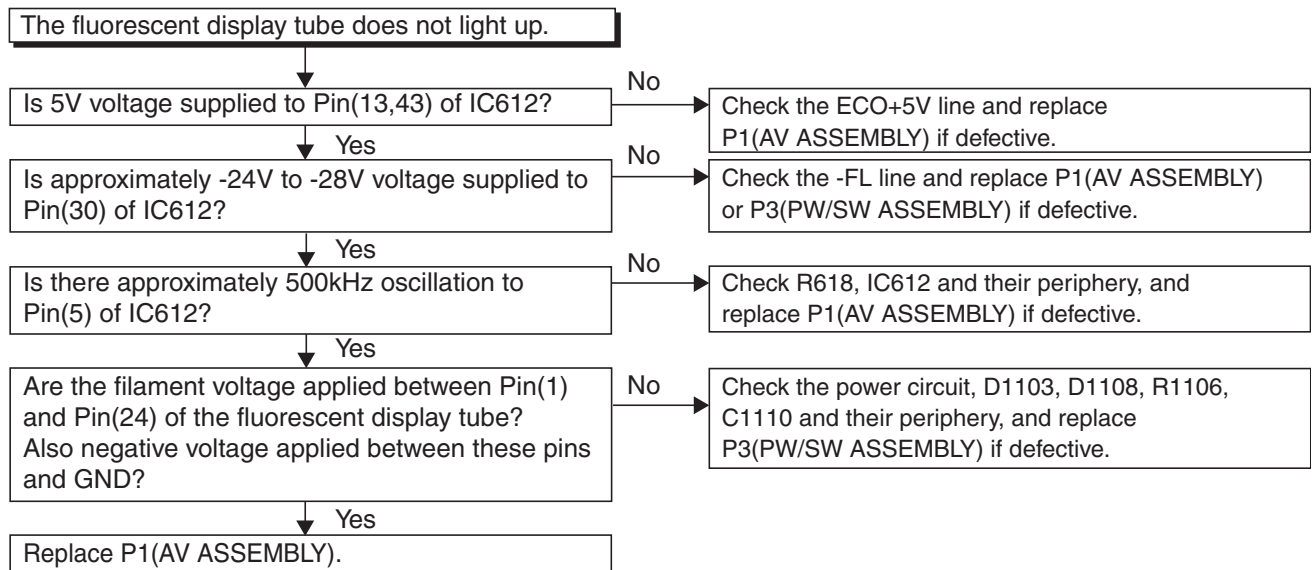 The fluorescent display tube does not light up.
Is 5V voltage supplied to Pin(13,43) of IC612?
No
Check the ECO+5V line and replace
P1(AV ASSEMBLY) if defective.
Yes
Is approximately -24V to -28V voltage supplied to
Pin(30) of IC612?
No
Check the -FL line and replace P1(AV ASSEMBLY)
or P3(PW/SW ASSEMBLY) if defective.
Yes
Is there approximately 500kHz oscillation to
Pin(5) of IC612?
No
Check R618, IC612 and their periphery, and
replace P1(AV ASSEMBLY) if defective.
Yes
Are the filament voltage applied between Pin(1)
and Pin(24) of the fluorescent display tube?
Also negative voltage applied between these pins
and GND?
No
Check the power circuit, D1103, D1108, R1106,
C1110 and their periphery, and replace
P3(PW/SW ASSEMBLY) if defective.
Yes
Replace P1(AV ASSEMBLY).